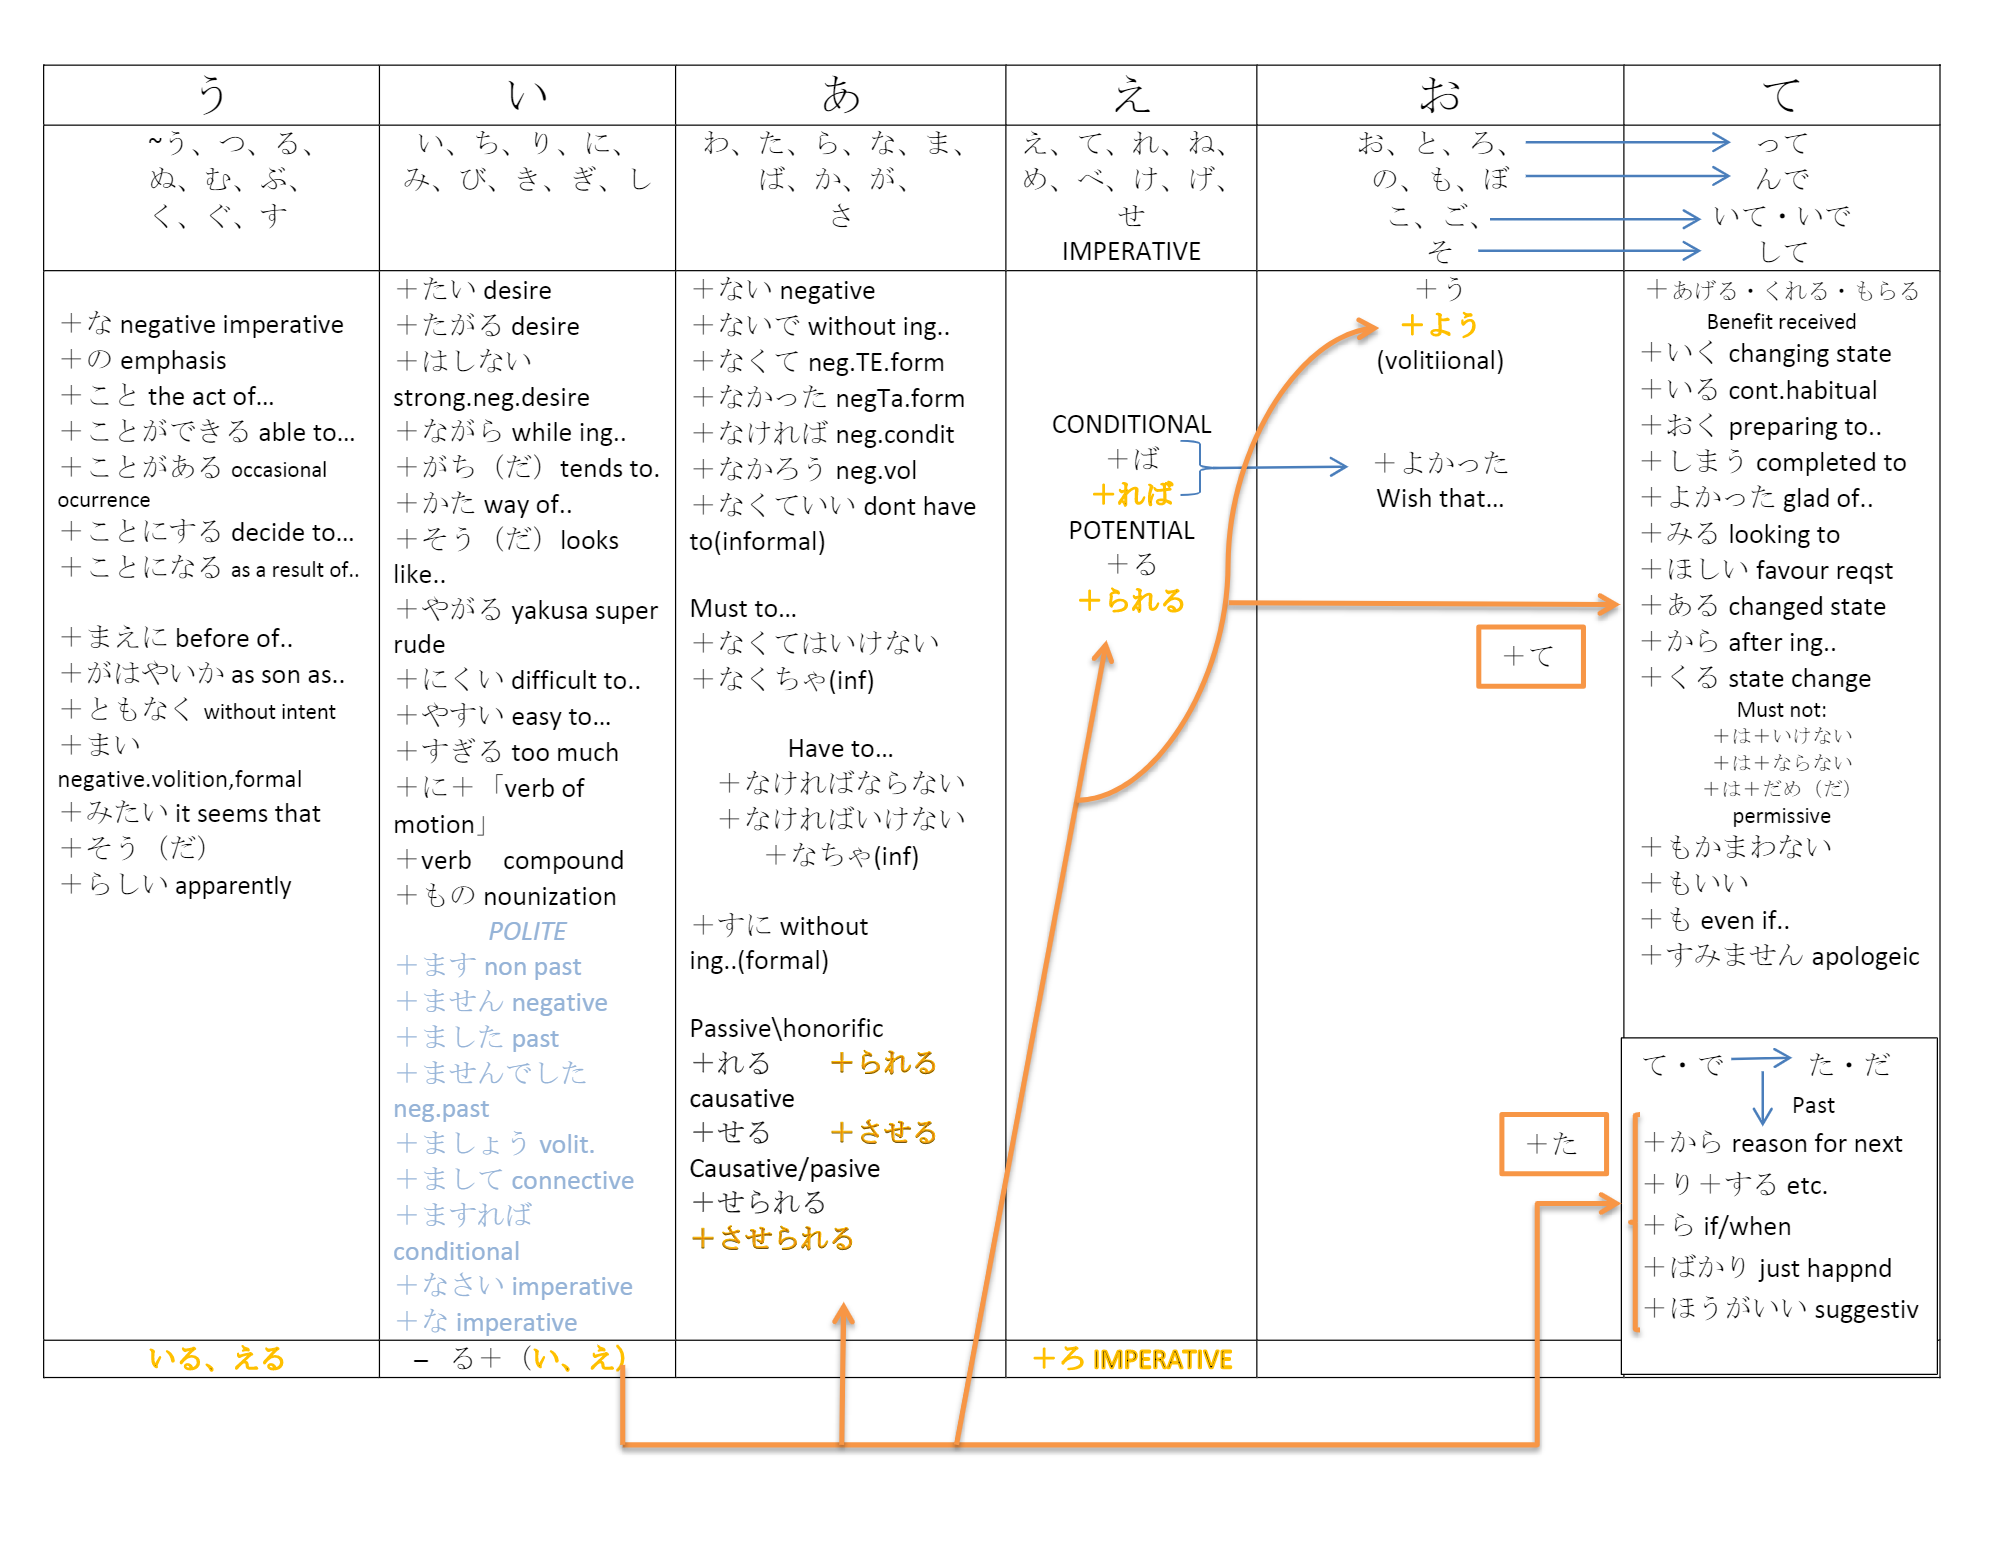 う
い
あ
え
お
て
~う、つ、る、
ぬ、む、ぶ、
く、ぐ、す
い、ち、り、に、
み、び、き、ぎ、し
わ、た、ら、な、ま、
ば、か、が、
さ
え、て、れ、ね、
め、べ、け、げ、
せ
IMPERATIVE
お、と、ろ、
の、も、ぼ
こ、ご、
そ
って
んで
いて・いで
して
＋な negative imperative
＋の emphasis
＋こと the act of...
＋ことができる able to...
＋ことがある occasional
ocurrence
＋ことにする decide to...
＋ことになる as a result of..
＋まえに before of..
＋がはやいか as son as..
＋ともなく without intent
＋まい
negative.volition,formal
＋みたい it seems that
＋そう（だ）
＋らしい apparently
＋たい desire
＋たがる desire
＋はしない
strong.neg.desire
＋ながら while ing..
＋がち（だ）tends to.
＋かた way of..
＋そう（だ）looks
like..
＋やがる yakusa super
rude
＋にくい difficult to..
＋やすい easy to...
＋すぎる too much
＋に＋「verb of
motion」
＋verb　compound
＋もの nounization
POLITE
＋ます non past
＋ません negative
＋ました past
＋ませんでした
neg.past
＋ましょう volit.
＋まして connective
＋ますれば
conditional
＋なさい imperative
＋な imperative
＋ない negative
＋ないで without ing..
＋なくて neg.TE.form
＋なかった negTa.form
＋なければ neg.condit
＋なかろう neg.vol
＋なくていい dont have
to(informal)
Must to...
＋なくてはいけない
＋なくちゃ(inf)
Have to...
＋なければならない
＋なければいけない
＋なちゃ(inf)
＋すに without
ing..(formal)
Passive\honorific
＋れる ＋られる
causative
＋せる ＋させる
Causative/pasive
＋せられる
＋させられる
CONDITIONAL
＋ば
＋れば
POTENTIAL
＋る
＋られる
＋う
＋よう
(volitiional)
＋よかった
Wish that...
＋て
＋た
＋あげる・くれる・もらる
Benefit received
＋いく changing state
＋いる cont.habitual
＋おく preparing to..
＋しまう completed to
＋よかった glad of..
＋みる looking to
＋ほしい favour reqst
＋ある changed state
＋から after ing..
＋くる state change
Must not:
＋は＋いけない
＋は＋ならない
＋は＋だめ（だ）
permissive
＋もかまわない
＋もいい
＋も even if..
＋すみません apologeic
て・で た・だ
Past
＋から reason for next
＋り＋する etc.
＋ら if/when
＋ばかり just happnd
＋ほうがいい suggestiv
いる、える
– る＋（い、え）
＋ろ IMPERATIVE